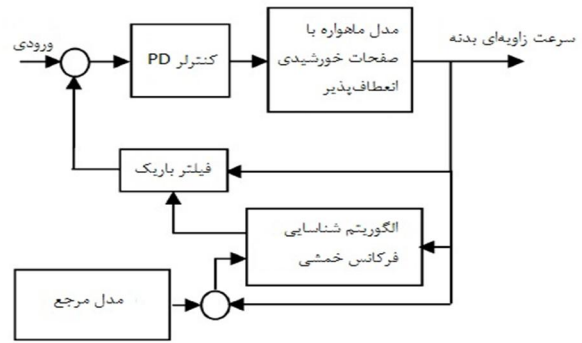 ورودی
کنترلر PD
مدل ماهواره با
صفحات خورشیدی
انعطاف‌پذیر
سرعت زاویه‌ای بدنه
فیلتر باریک
الگوریتم شناسایی
فرکانس خمشی
مدل مرجع